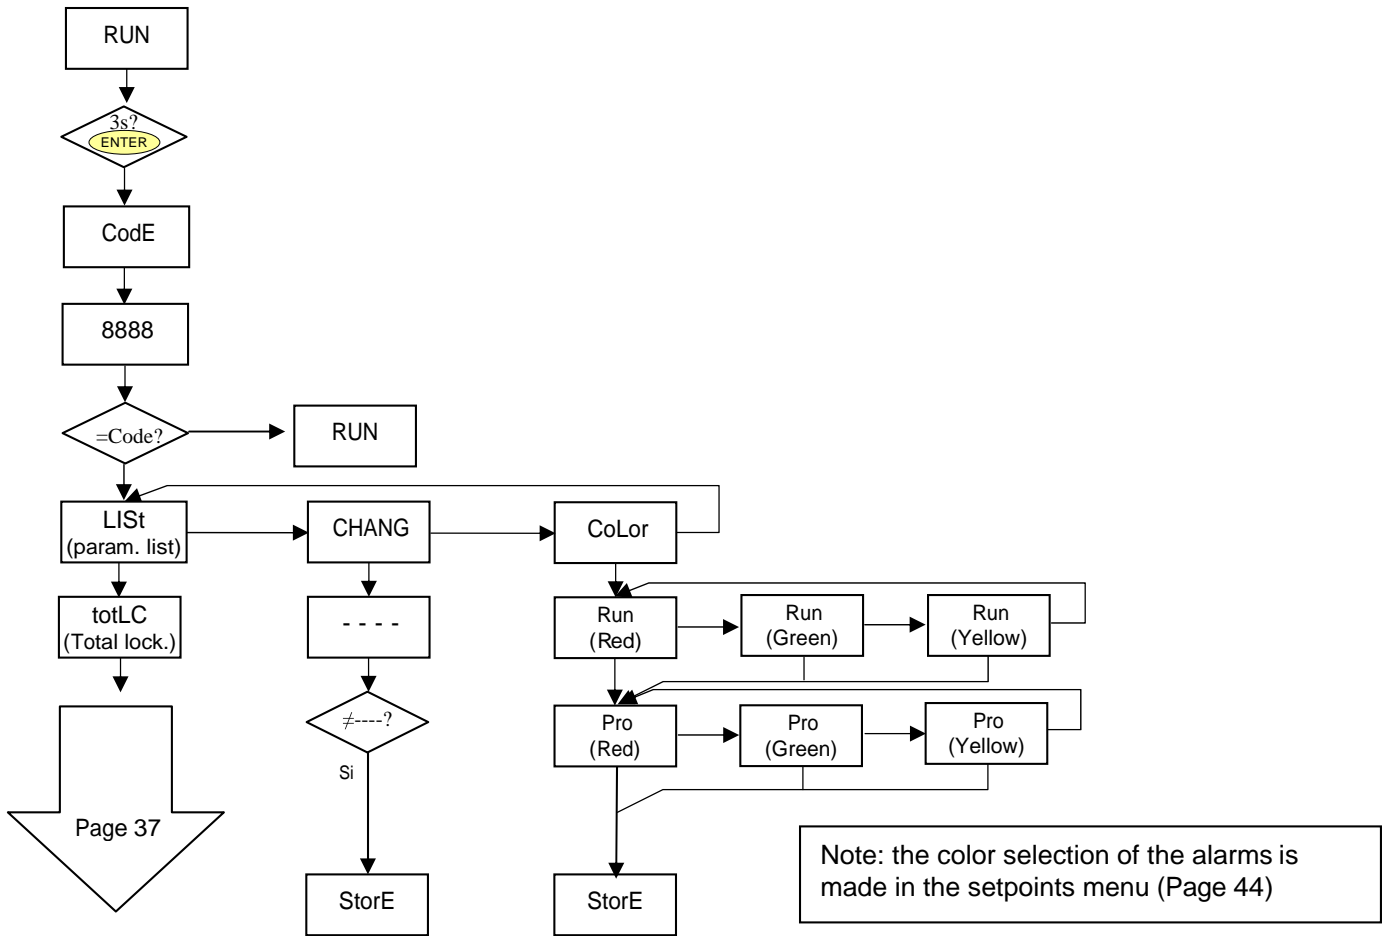 RUN
3s?
ENTER
CodE
8888
=Code?
RUN
LISt
(param. list)
CHANG
CoLor
totLC
(Total lock.)
- - - -
Run
(Red)
Run
(Green)
Run
(Yellow)
≠----?
Pro
(Red)
Pro
(Green)
Pro
(Yellow)
Si
Page 37
StorE
StorE
Note: the color selection of the alarms is
made in the setpoints menu (Page 44)